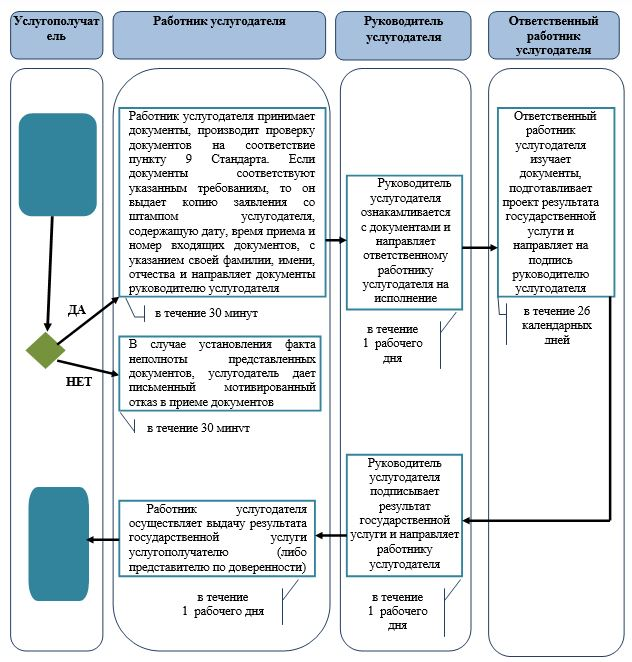 Услугополучат
ель
Работник услугодателя
Руководитель
услугодателя
Ответственный
работник
услугодателя
Работник услугодателя принимает
документы, производит проверку
документов на соответствие
пункту 9 Стандарта. Если
документы соответствуют
указанным требованиям, то он
выдает копию заявления со
штампом услугодателя,
содержащую дату, время приема и
номер входящих документов, с
указанием своей фамилии, имени,
отчества и направляет документы
руководителю услугодателя
в течение 30 минут
ДА
НЕТ
В случае установления факта
неполноты представленных
документов, услугодатель дает
письменный мотивированный
отказ в приеме документов
в течение 30 минут
Руководитель
услугодателя
ознакамливается
с документами и
направляет
ответственному
работнику
услугодателя на
исполнение
в течение
1 рабочего
дня
Ответственный
работник
услугодателя
изучает
документы,
подготавливает
проект результата
государственной
услуги и
направляет на
подпись
руководителю
услугодателя
в течение 26
календарных
дней
Руководитель
услугодателя
подписывает
результат
государственной
услуги и направляет
работнику
услугодателя
в течение
1 рабочего
дня
Работник услугодателя
осуществляет выдачу результата
государственной услуги
услугополучателю (либо
представителю по доверенности)
в течение
1 рабочего дня